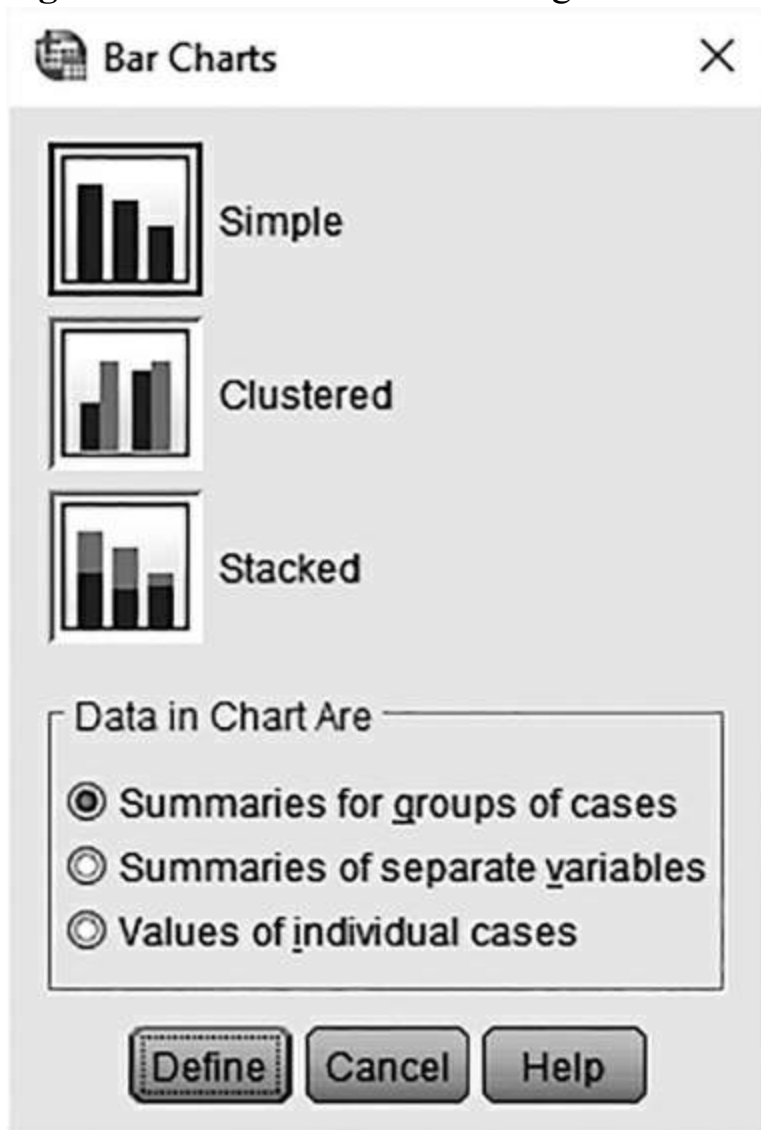 Bar Charts
Simple
Clustered
Stacked
Data in Chart Are
Summaries for groups of cases
Summaries of separate variables
Values of individual cases
Define Cancel Help